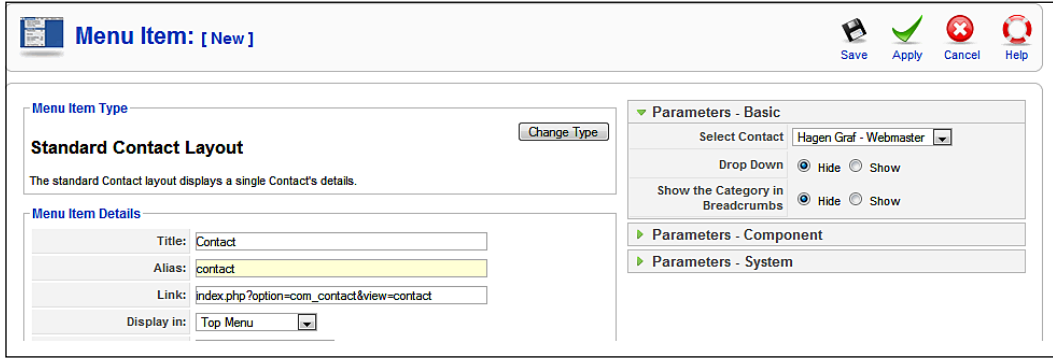 Menu Item: [ New ]
Save Apply Cancel Help
Menu Item Type
Change Type
Standard Contact Layout
The standard Contact layout displays a single Contact's details.
Menu Item Details
Title: Contact
Alias: contact
Link: index.php?option=com_contact&view=contact
Display in: Top Menu
Parameters - Basic
Select Contact Hagen Graf - Webmaster
Drop Down Hide Show
Show the Category in
Breadcrumbs Hide Show
Parameters - Component
Parameters - System